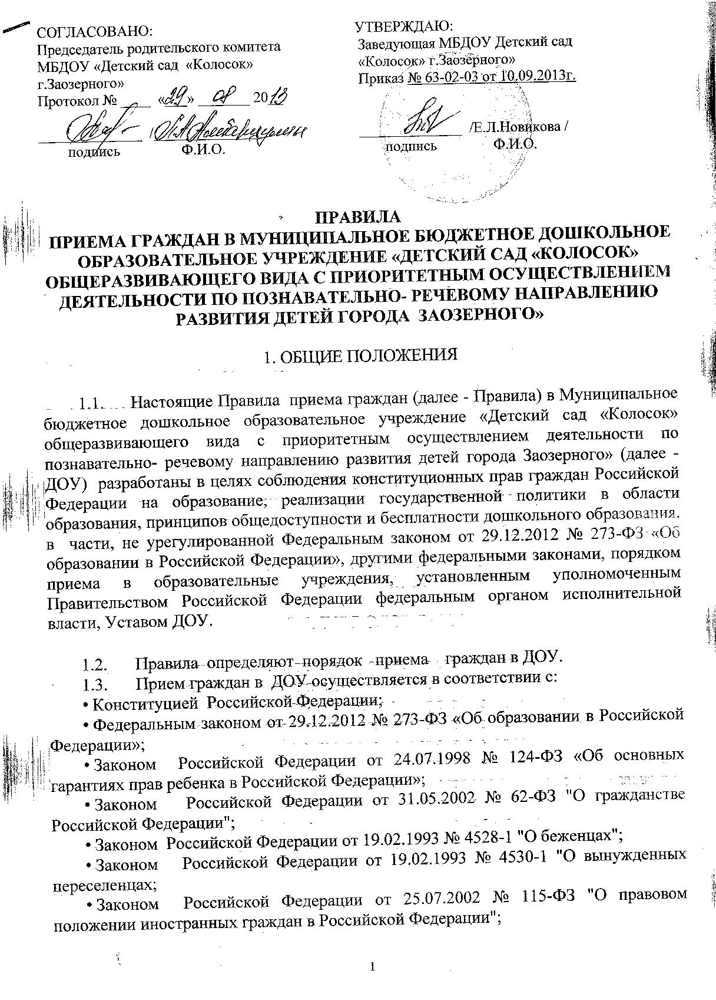 СОГЛАСОВАНО:
Председатель родительского комитета
МБДОУ «Детский сад «Колосок»
г.Заозерного»
Протокол № ____ «29» 08 2013
подпись Ф.И.О.
УТВЕРЖДАЮ:
Заведующая МБДОУ Детский сад
«Колосок» г.Заозёрного»
Приказ № 63-02-03 от 10.09.2013г.
/Е.Л.Новикова /
подпись Ф.И.О.
ПРАВИЛА
ПРИЕМА ГРАЖДАН В МУНИЦИПАЛЬНОЕ БЮДЖЕТНОЕ ДОШКОЛЬНОЕ
ОБРАЗОВАТЕЛЬНОЕ УЧРЕЖДЕНИЕ «ДЕТСКИЙ САД «КОЛОСОК»
ОБЩЕРАЗВИВАЮЩЕГО ВИДА С ПРИОРИТЕТНЫМ ОСУЩЕСТВЛЕНИЕМ
ДЕЯТЕЛЬНОСТИ ПО ПОЗНАВАТЕЛЬНО- РЕЧЕВОМУ НАПРАВЛЕНИЮ
РАЗВИТИЯ ДЕТЕЙ ГОРОДА ЗАОЗЕРНОГО»
1. ОБЩИЕ ПОЛОЖЕНИЯ
1.1. Настоящие Правила приема граждан (далее - Правила) в Муниципальное
бюджетное дошкольное образовательное учреждение «Детский сад «Колосок»
общеразвивающего вида с приоритетным осуществлением деятельности по
познавательно- речевому направлению развития детей города Заозерного» (далее -
ДОУ) разработаны в целях соблюдения конституционных прав граждан Российской
Федерации на образование, реализации государственной политики в области
образования, принципов общедоступности и бесплатности дошкольного образования.
в части, не урегулированной Федеральным законом от 29.12.2012 № 273-ФЗ «Об
образовании в Российской Федерации», другими федеральными законами, порядком
приема в образовательные учреждения, установленным уполномоченным
Правительством Российской Федерации федеральным органом исполнительной
власти, Уставом ДОУ.
1.2. Правила определяют порядок приема граждан в ДОУ.
1.3. Прием граждан в ДОУ осуществляется в соответствии с:
• Конституцией Российской Федерации;
• Федеральным законом от 29.12.2012 № 273-ФЗ «Об образовании в Российской
Федерации»;
• Законом Российской Федерации от 24.07.1998 № 124-ФЗ «Об основных
гарантиях прав ребенка в Российской Федерации»;
• Законом Российской Федерации от 31.05.2002 № 62-ФЗ "О гражданстве
Российской Федерации";
• Законом Российской Федерации от 19.02.1993 № 4528-1 "О беженцах";
• Законом Российской Федерации от 19.02.1993 № 4530-1 "О вынужденных
переселенцах;
• Законом Российской Федерации от 25.07.2002 № 115-ФЗ "О правовом
положении иностранных граждан в Российской Федерации";
1